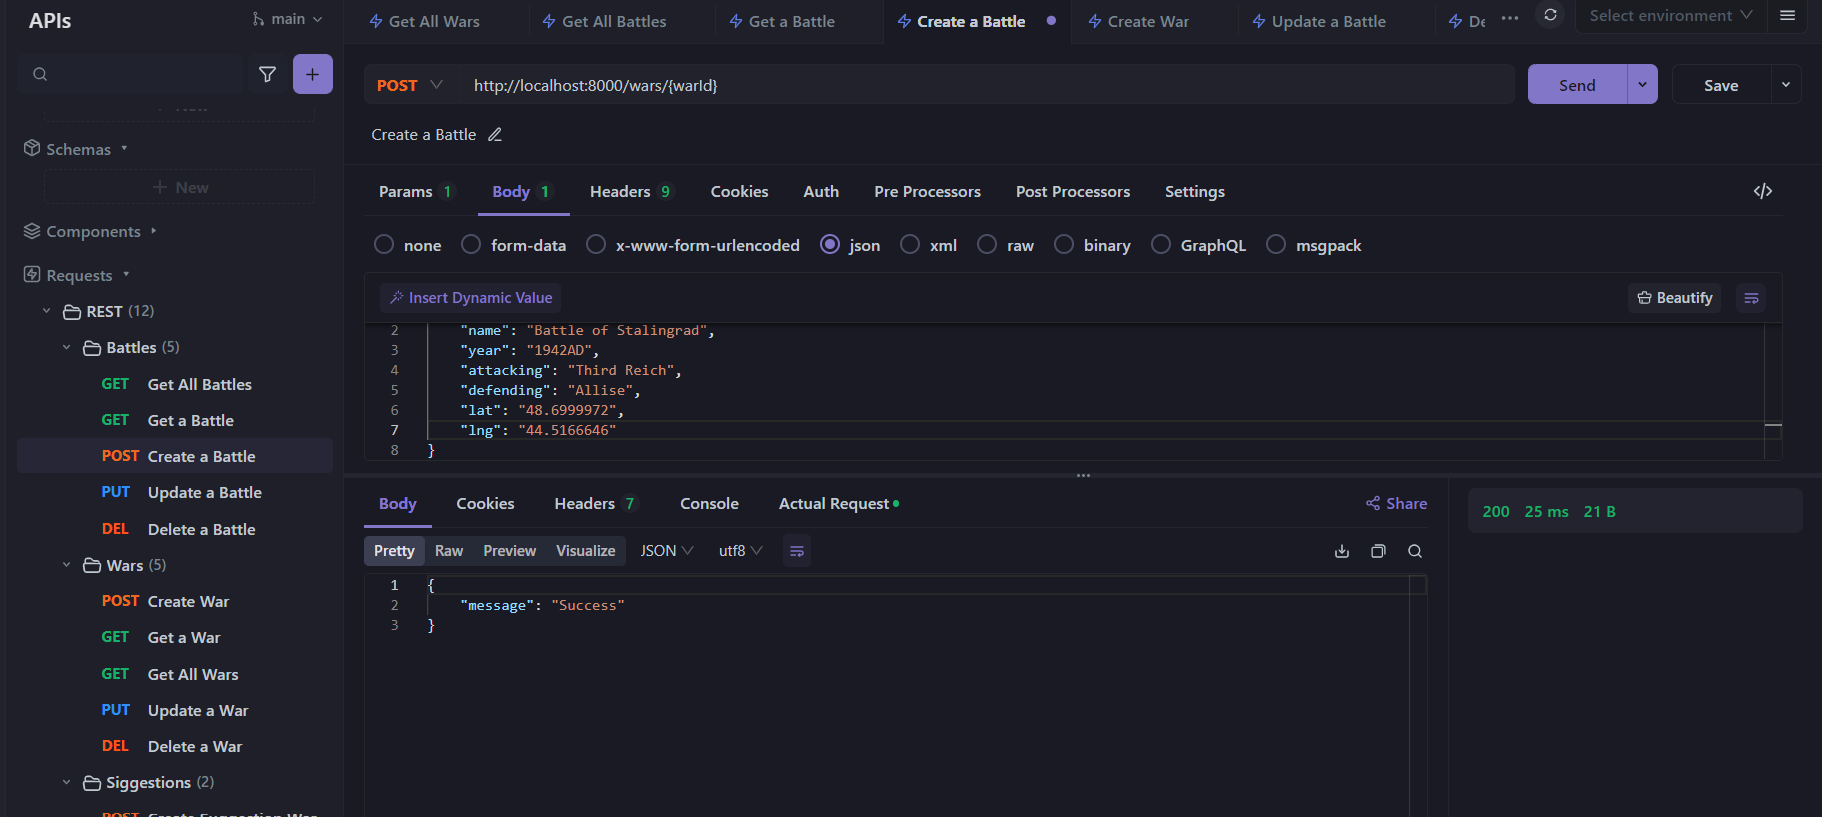 APIs
main
Get All Wars
Get All Battles
Get a Battle
Create a Battle
Create War
Update a Battle
Select environment
New
Schemas
New
Components
Requests
REST (12)
Battles (5)
GET Get All Battles
GET Get a Battle
POST Create a Battle
PUT Update a Battle
DEL Delete a Battle
Wars (5)
POST Create War
GET Get a War
GET Get All Wars
PUT Update a War
DEL Delete a War
Siggestions (2)
POST Create Suggestion War
POST http://localhost:8000/wars/{warId}
Send
Save
Create a Battle
Params 1 Body 1 Headers 9 Cookies Auth Pre Processors Post Processors Settings
none form-data x-www-form-urlencoded json xml raw binary GraphQL msgpack
Insert Dynamic Value
Beautify
2 "name": "Battle of Stalingrad",
3 "year": "1942AD",
4 "attacking": "Third Reich",
5 "defending": "Allise",
6 "lat": "48.6999972",
7 "lng": "44.5166646"
8 }
Body Cookies Headers 7 Console Actual Request
Share
200 25 ms 21 B
Pretty Raw Preview Visualize JSON utf8
1 {
2 "message": "Success"
3 }